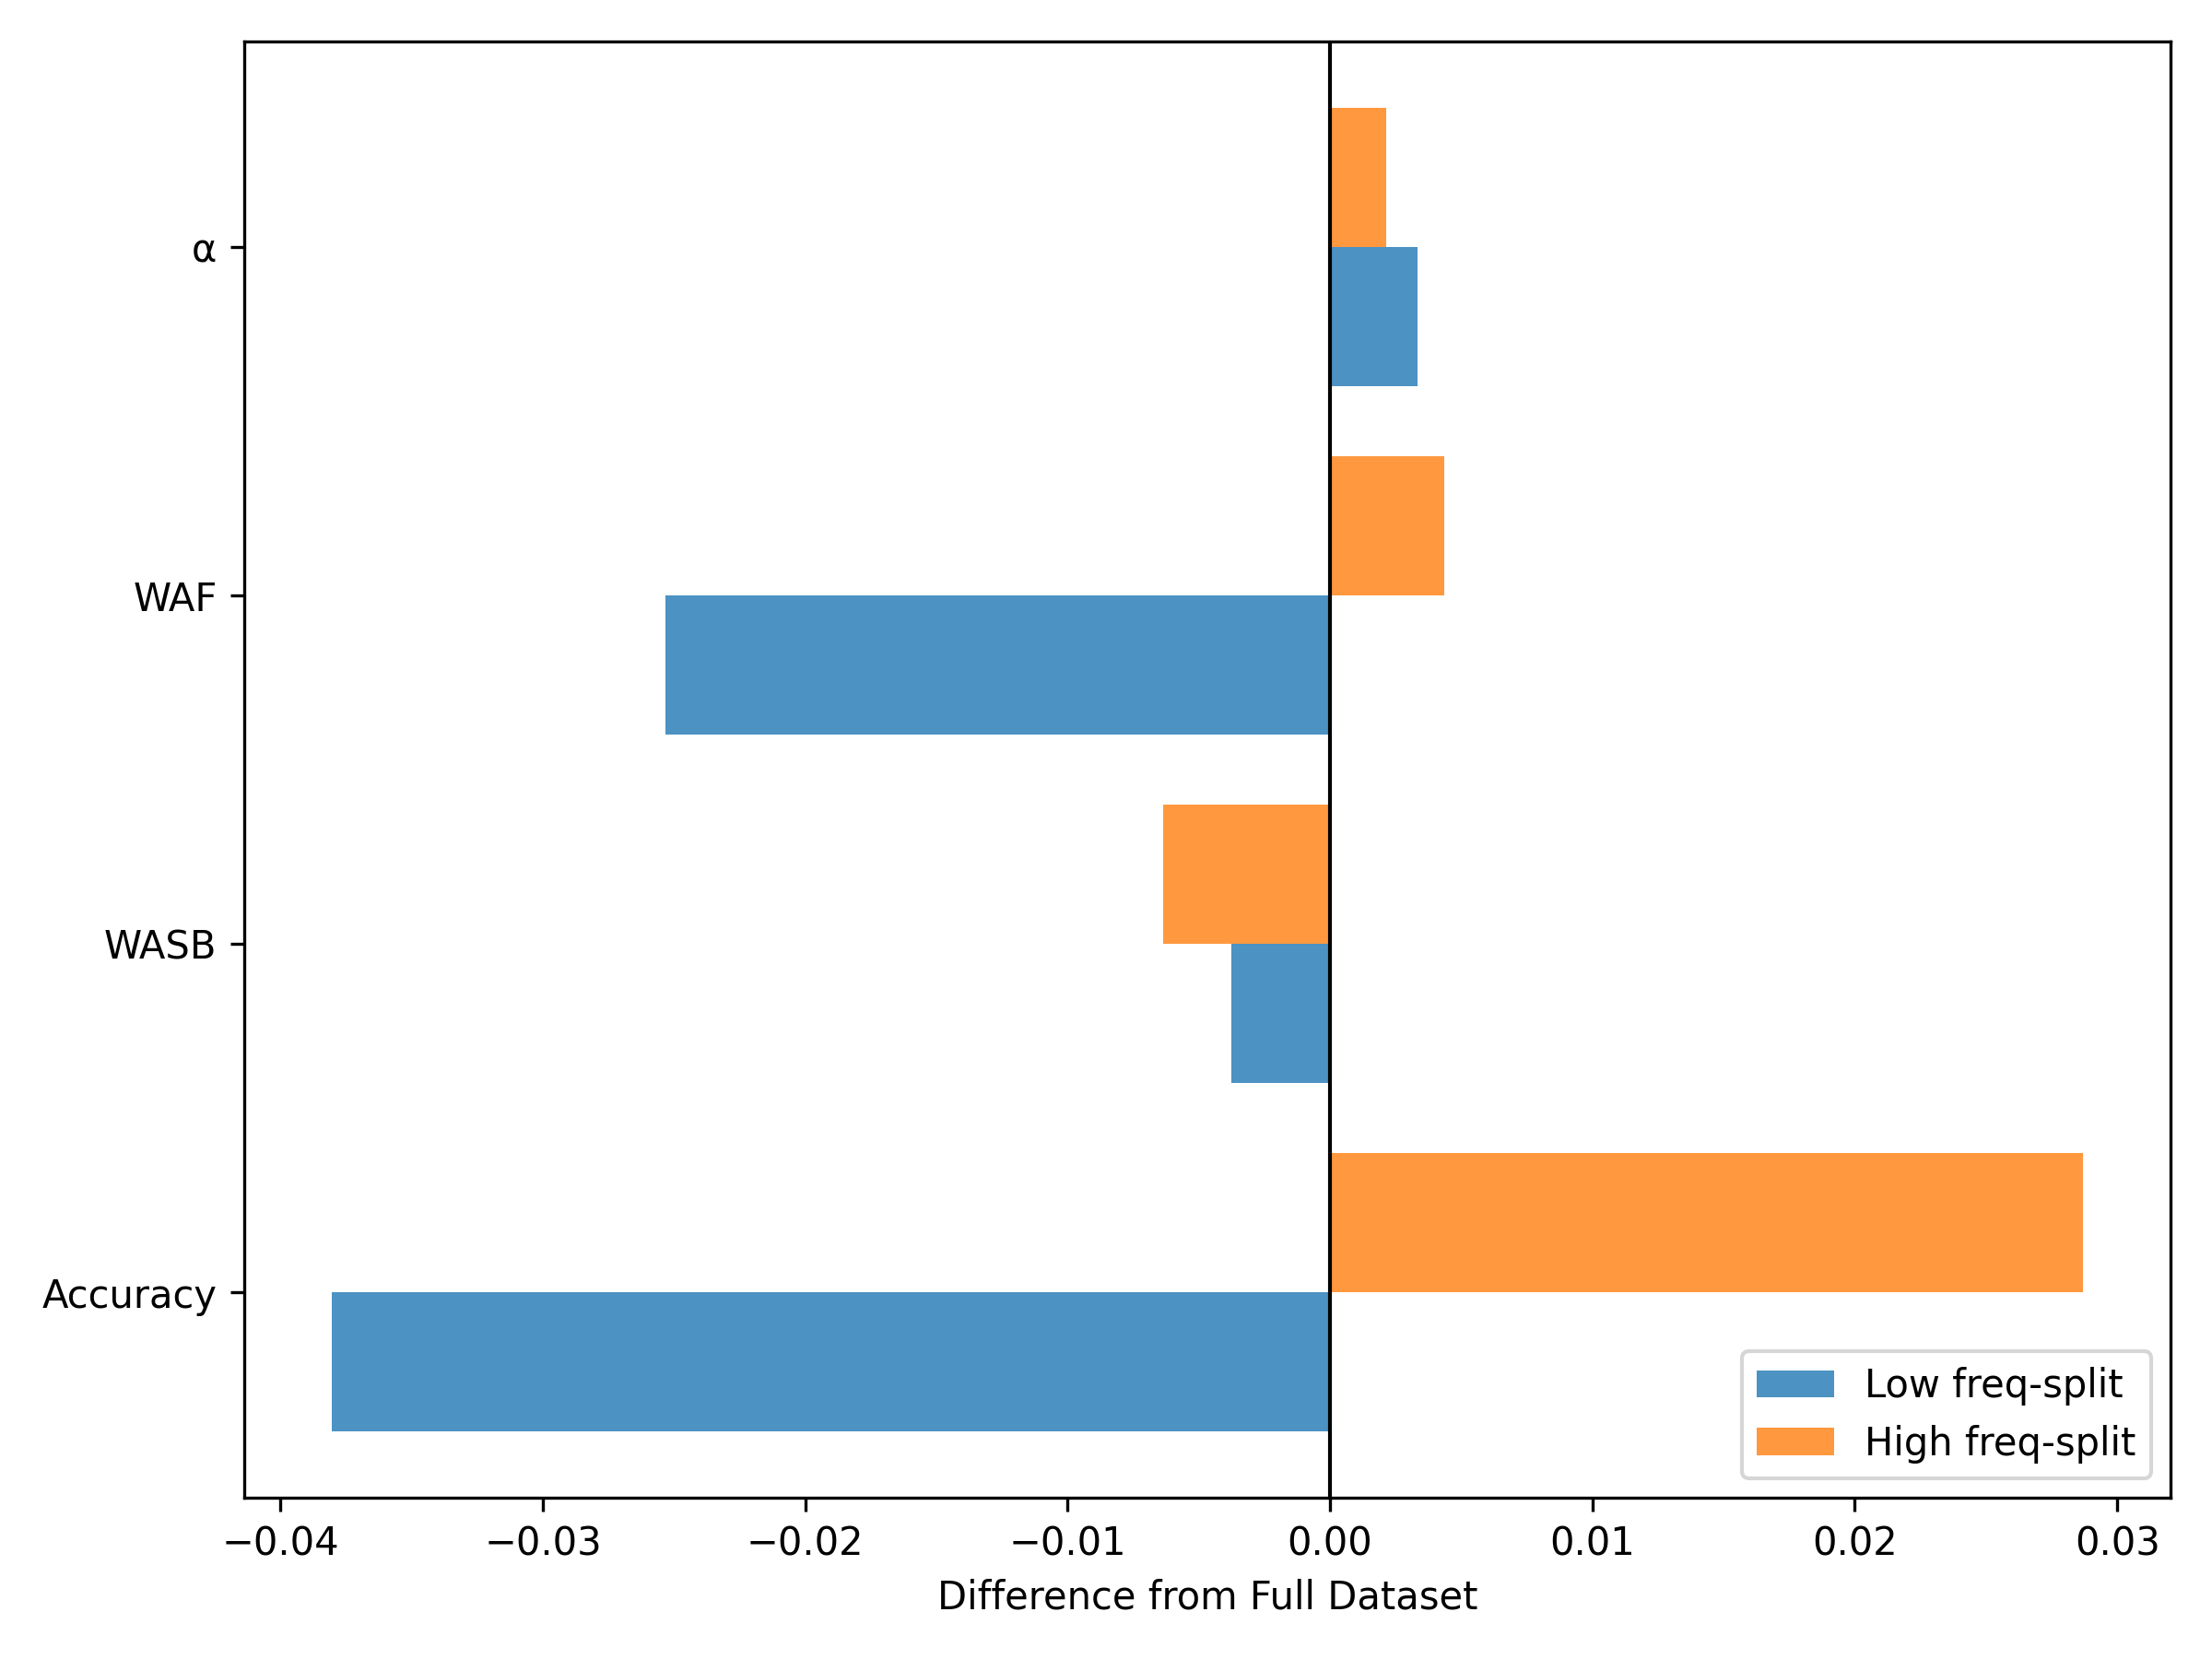 α
WAF
WASB
Accuracy
Low freq-split
High freq-split
−0.04 −0.03 −0.02 −0.01 0.00 0.01 0.02 0.03
Difference from Full Dataset